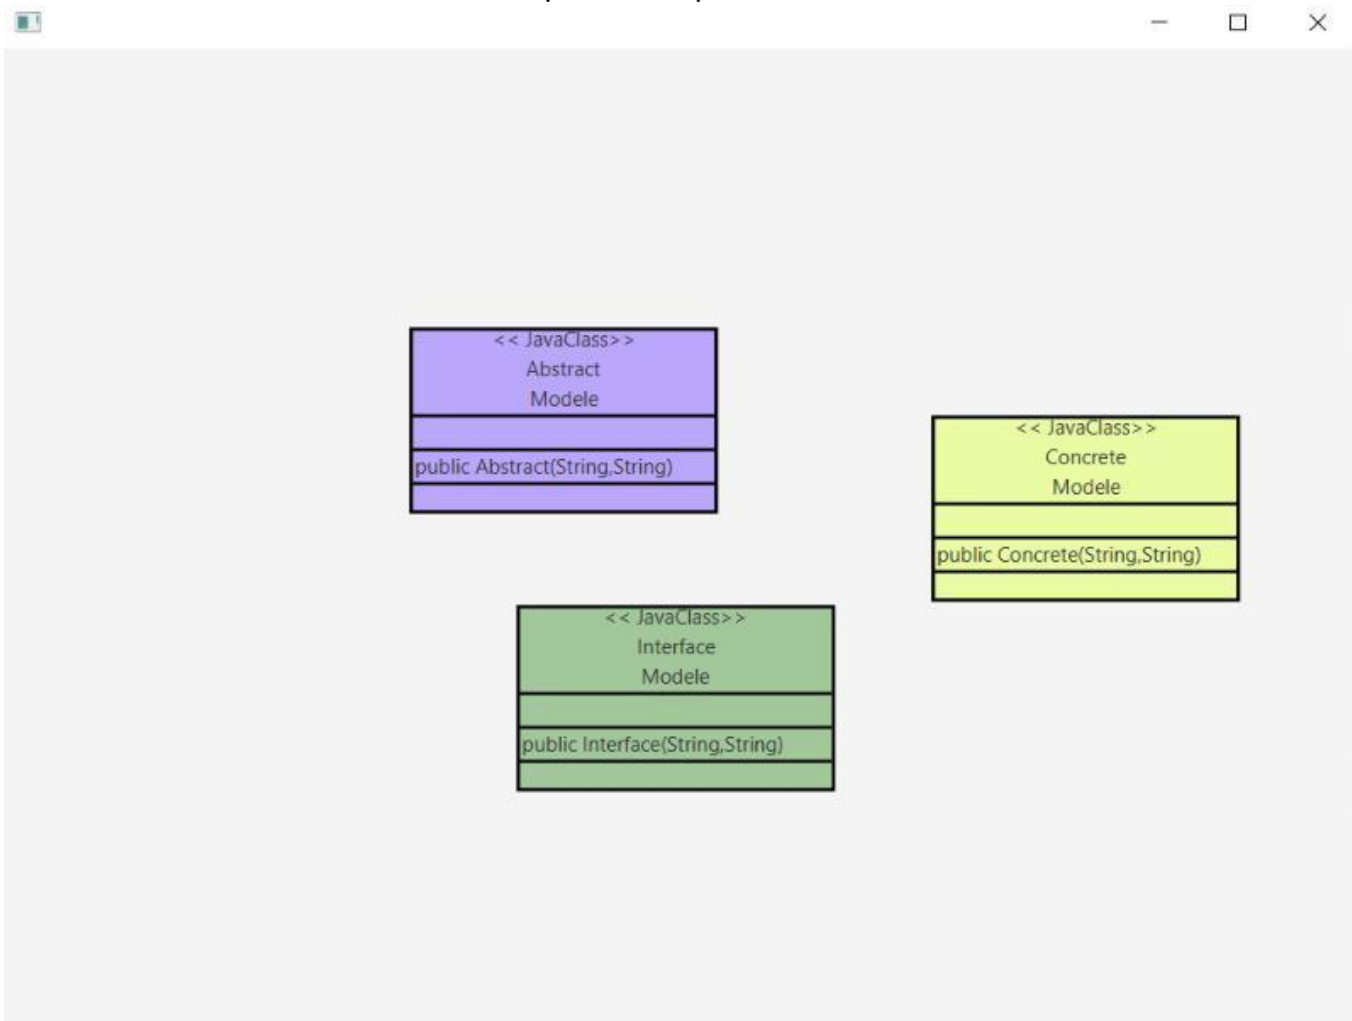 << JavaClass>>
Abstract
Modele
public Abstract(String,String)
<< JavaClass>>
Concrete
Modele
public Concrete(String,String)
<< JavaClass>>
Interface
Modele
public Interface(String,String)